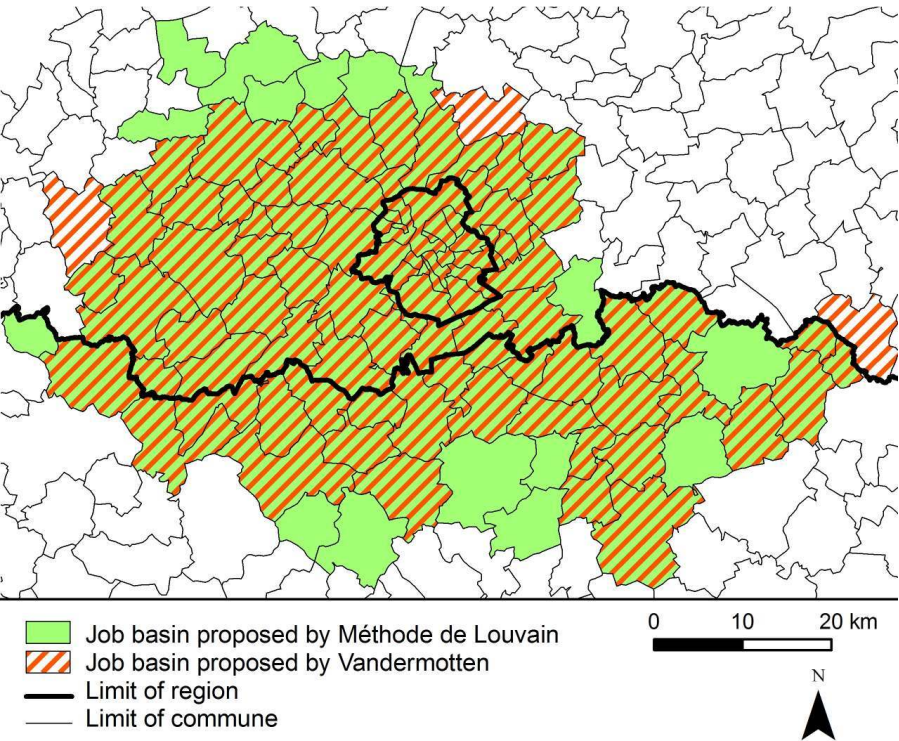 Job basin proposed by Méthode de Louvain
Job basin proposed by Vandermotten
Limit of region
Limit of commune
0 10 20 km
N